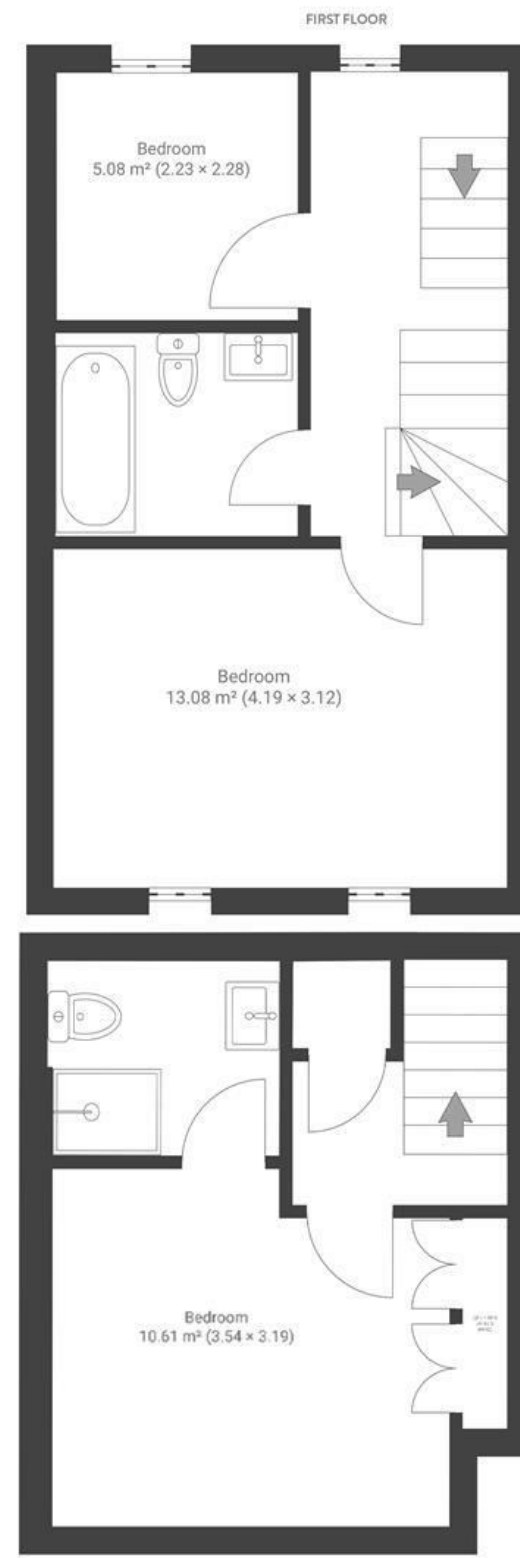 FIRST FLOOR
Bedroom
5.08 m² (2.23 × 2.28)
Bedroom
13.08 m² (4.19 × 3.12)
Bedroom
10.61 m² (3.54 × 3.19)